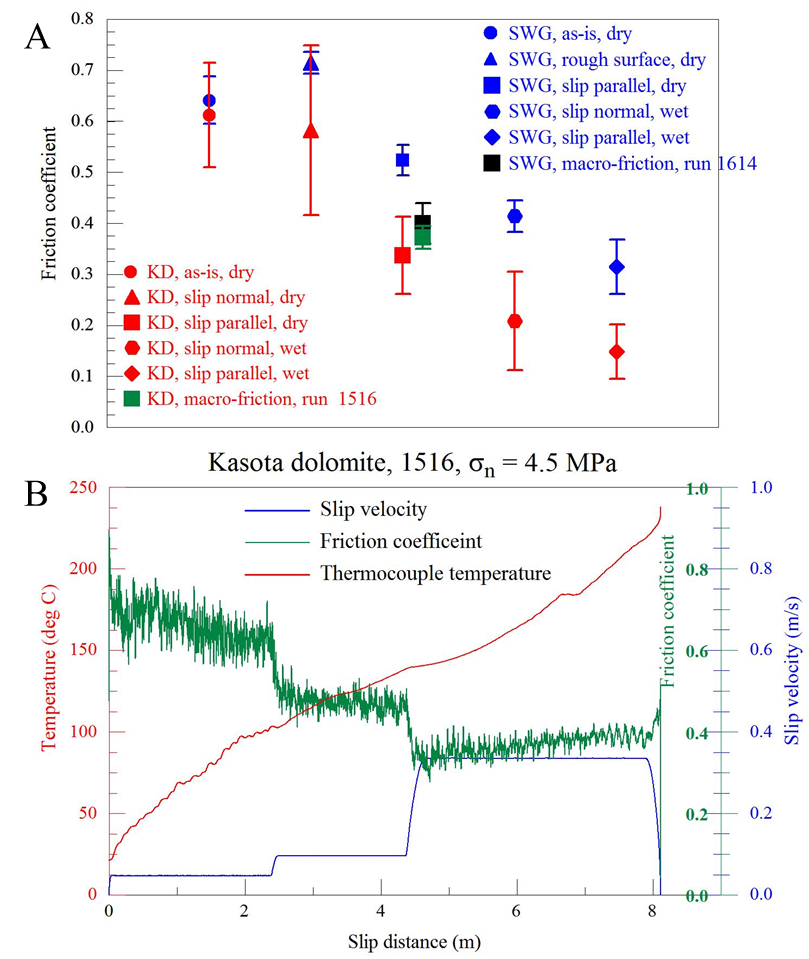 A
0.8
0.7
0.6
0.5
0.4
0.3
0.2
0.1
0.0
Friction coefficient
SWG, as-is, dry
SWG, rough surface, dry
SWG, slip parallel, dry
SWG, slip normal, wet
SWG, slip parallel, wet
SWG, macro-friction, run 1614
KD, as-is, dry
KD, slip normal, dry
KD, slip parallel, dry
KD, slip normal, wet
KD, slip parallel, wet
KD, macro-friction, run 1516
B
Kasota dolomite, 1516, σn = 4.5 MPa
250
200
150
100
50
0
Temperature (deg C)
Slip velocity
Friction coefficeint
Thermocouple temperature
1.0
0.8
0.6
0.4
0.2
0.0
Friction coefficient
1.0
0.8
0.6
0.4
0.2
0.0
Slip velocity (m/s)
0 2 4 6 8
Slip distance (m)